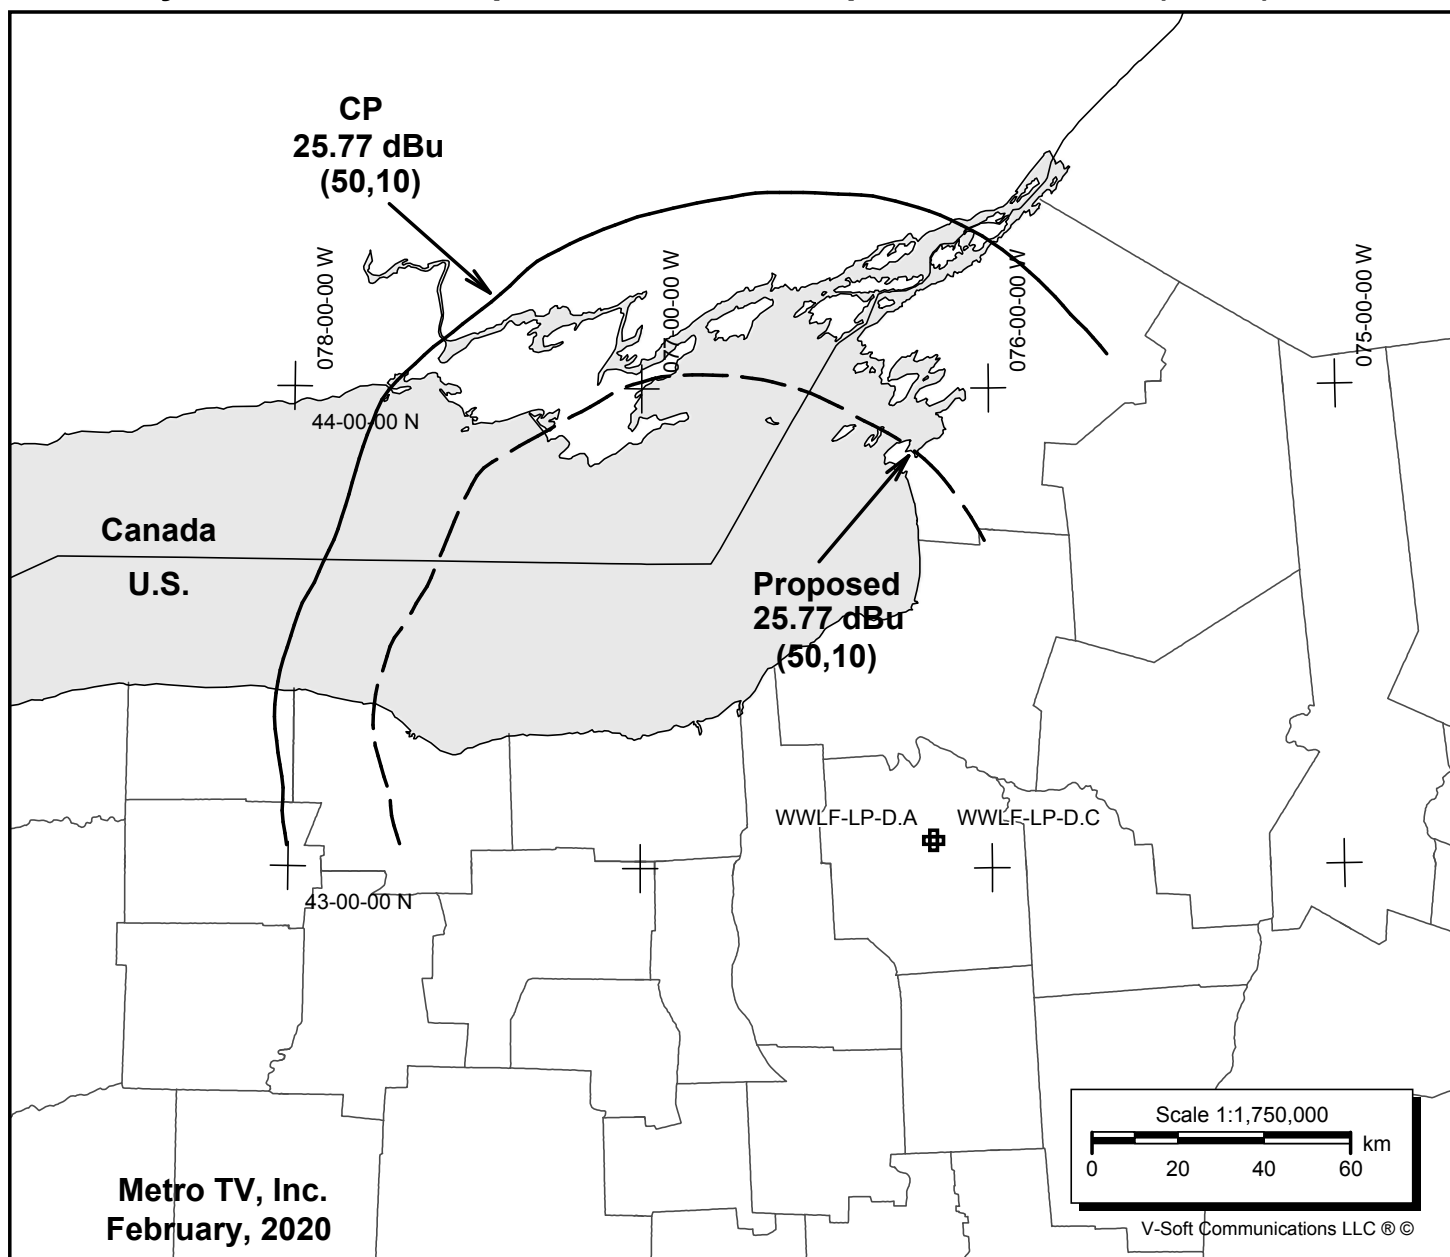 CP
25.77 dBu
(50,10)
078-00-00 W
077-00-00 W
076-00-00 W
075-00-00 W
44-00-00 N
Canada
U.S.
Proposed
25.77 dBu
(50,10)
WWLF-LP-D.A
WWLF-LP-D.C
43-00-00 N
Scale 1:1,750,000
km
0 20 40 60
Metro TV, Inc.
February, 2020
V-Soft Communications LLC ® ©